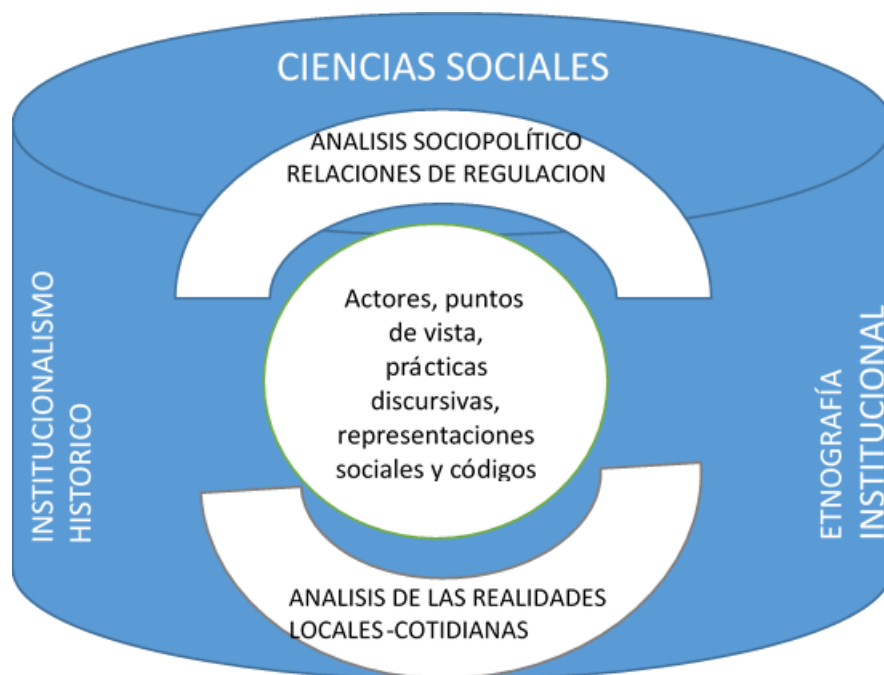 CIENCIAS SOCIALES
ANALISIS SOCIOPOLÍTICO
RELACIONES DE REGULACION
Actores, puntos
de vista,
prácticas
discursivas,
representaciones
sociales y códigos
INSTITUCIONALISMO
HISTORICO
ETNOGRAFÍA
INSTITUCIONAL
ANALISIS DE LAS REALIDADES
LOCALES-COTIDIANAS